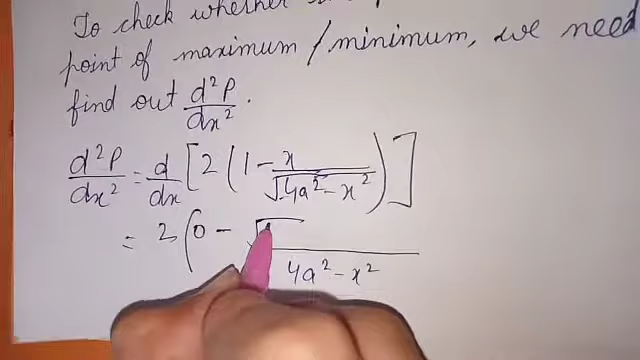 To check whether
point of maximum / minimum, we need
find out d²P/dx².
d²P/dx² = d/dx [2 (1 - x/√(4a² - x²))]
= 2 (0 - √ / 4a² - x²